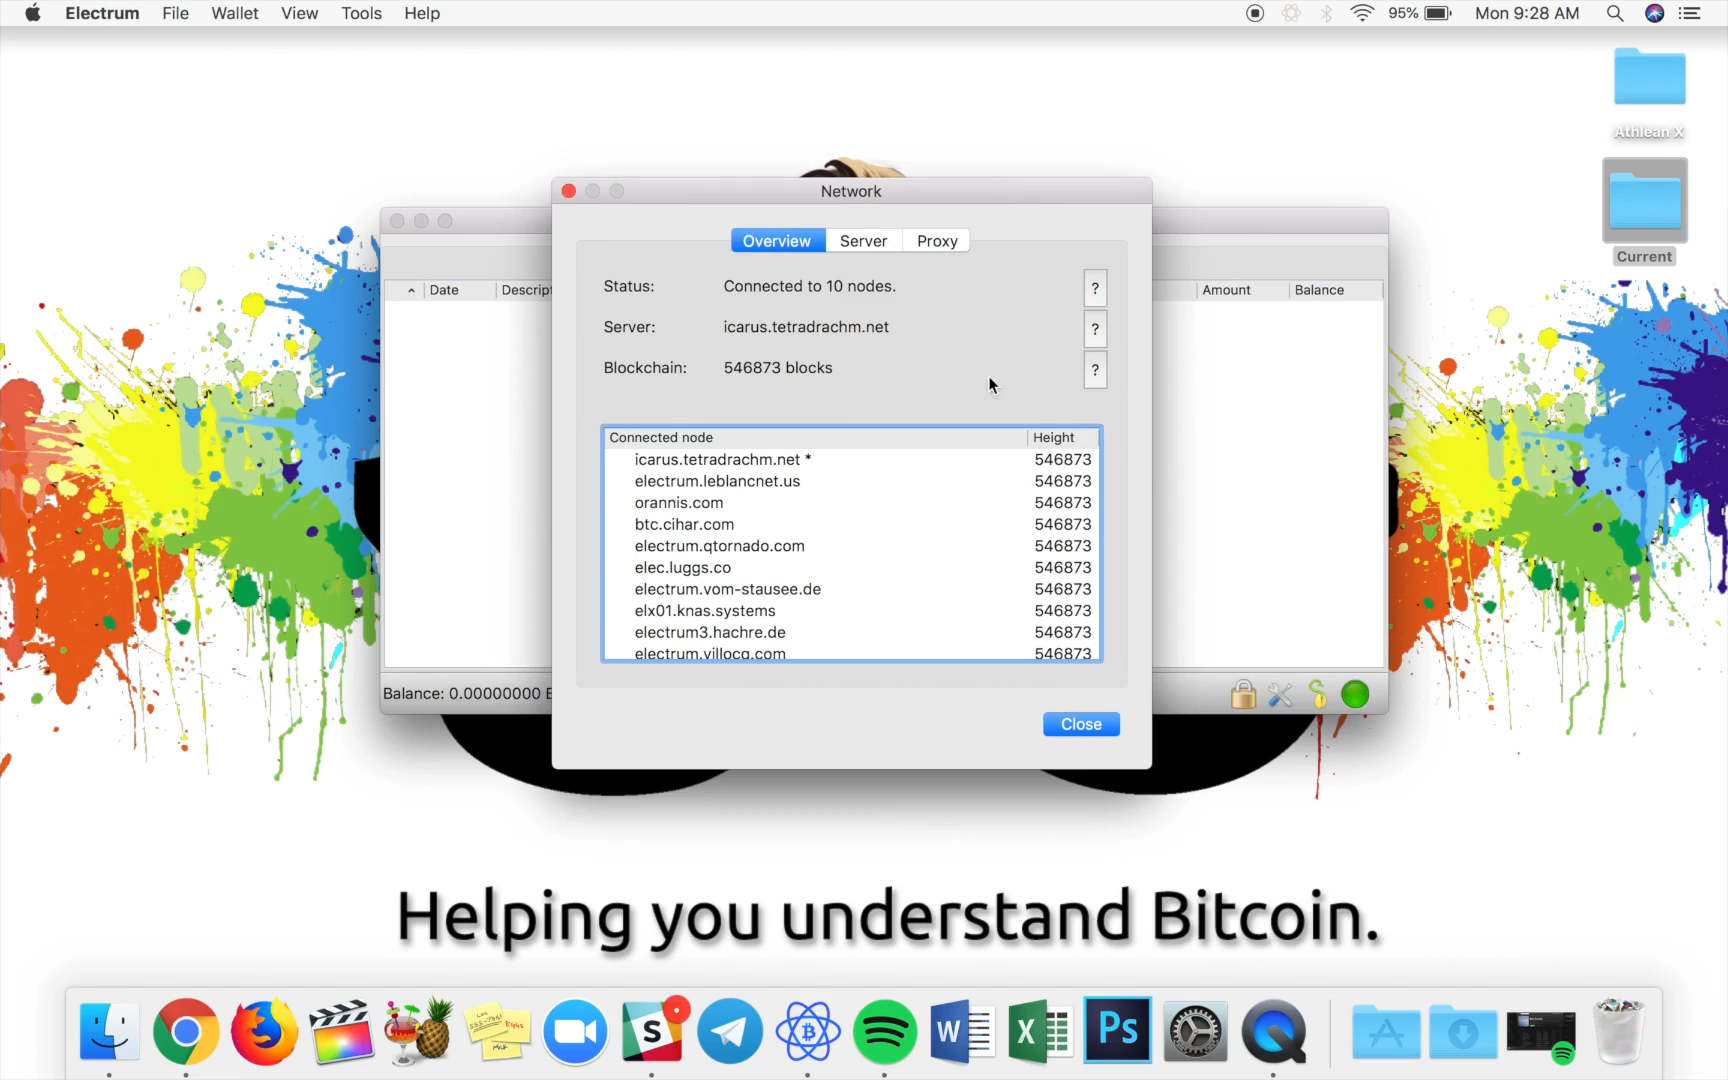 Electrum File Wallet View Tools Help 95% Mon 9:28 AM
Athlean X
Current
Network
Overview Server Proxy
Status: Connected to 10 nodes. ?
Server: icarus.tetradrachm.net ?
Blockchain: 546873 blocks ?
Date Descript Amount Balance
Connected node Height
icarus.tetradrachm.net * 546873
electrum.leblancnet.us 546873
orannis.com 546873
btc.cihar.com 546873
electrum.qtornado.com 546873
elec.luggs.co 546873
electrum.vom-stausee.de 546873
elx01.knas.systems 546873
electrum3.hachre.de 546873
electrum.villocq.com 546873
Balance: 0.00000000
Close
Helping you understand Bitcoin.
S W X Ps